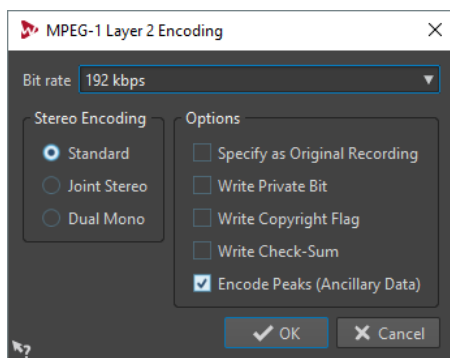 MPEG-1 Layer 2 Encoding
Bit rate 192 kbps
Stereo Encoding
Standard
Joint Stereo
Dual Mono
Options
Specify as Original Recording
Write Private Bit
Write Copyright Flag
Write Check-Sum
Encode Peaks (Ancillary Data)
OK Cancel